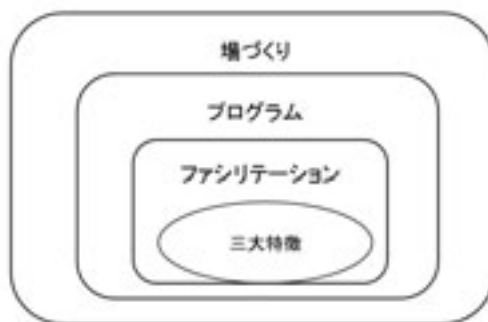 場づくり
プログラム
ファシリテーション
三大特徴